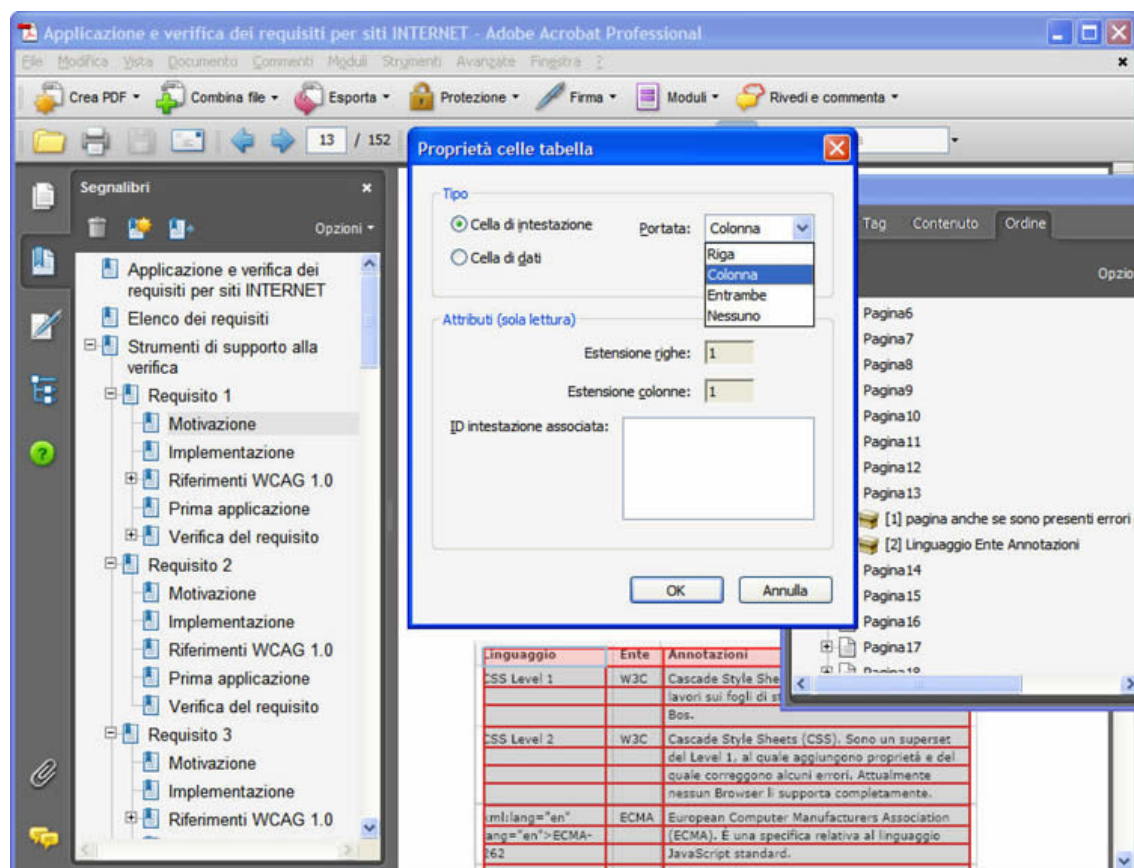 Applicazione e verifica dei requisiti per siti INTERNET - Adobe Acrobat Professional
File Modifica Vista Documento Commenti Moduli Strumenti Avanzate Finestra ?
Crea PDF Combina file Esporta Protezione Firma Moduli Rivedi e commenta
13 / 152
Segnalibri
Opzioni
Applicazione e verifica dei
requisiti per siti INTERNET
Elenco dei requisiti
Strumenti di supporto alla
verifica
Requisito 1
Motivazione
Implementazione
Riferimenti WCAG 1.0
Prima applicazione
Verifica del requisito
Requisito 2
Motivazione
Implementazione
Riferimenti WCAG 1.0
Prima applicazione
Verifica del requisito
Requisito 3
Motivazione
Implementazione
Riferimenti WCAG 1.0
Proprietà celle tabella
Tipo
Cella di intestazione Portata: Colonna
Cella di dati
Riga
Colonna
Entrambe
Nessuno
Attributi (sola lettura)
Estensione righe: 1
Estensione colonne: 1
ID intestazione associata:
OK Annulla
Tag Contenuto Ordine
Opzio
Pagina6
Pagina7
Pagina8
Pagina9
Pagina10
Pagina11
Pagina12
Pagina13
[1] pagina anche se sono presenti errori
[2] Linguaggio Ente Annotazioni
Pagina14
Pagina15
Pagina16
Pagina17
Pagina18
Linguaggio Ente Annotazioni
CSS Level 1 W3C Cascade Style She
lavori sui fogli di st
Bos.
CSS Level 2 W3C Cascade Style Sheets (CSS). Sono un superset
del Level 1, al quale aggiungono proprietà e del
quale correggono alcuni errori. Attualmente
nessun Browser li supporta completamente.
xml:lang="en" ECMA European Computer Manufacturers Association
lang="en">ECMA- (ECMA). È una specifica relativa al linguaggio
262 JavaScript standard.